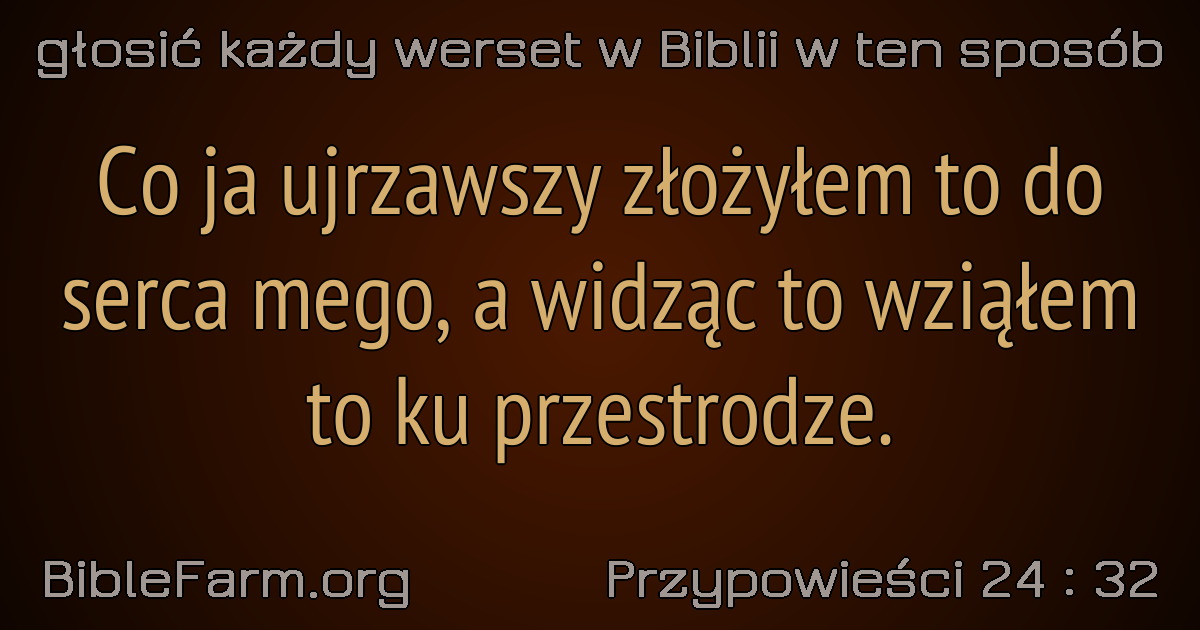 głosić każdy werset w Biblii w ten sposób
Co ja ujrzawszy złożyłem to do
serca mego, a widząc to wziąłem
to ku przestrodze.
BibleFarm.org
Przypowieści 24 : 32